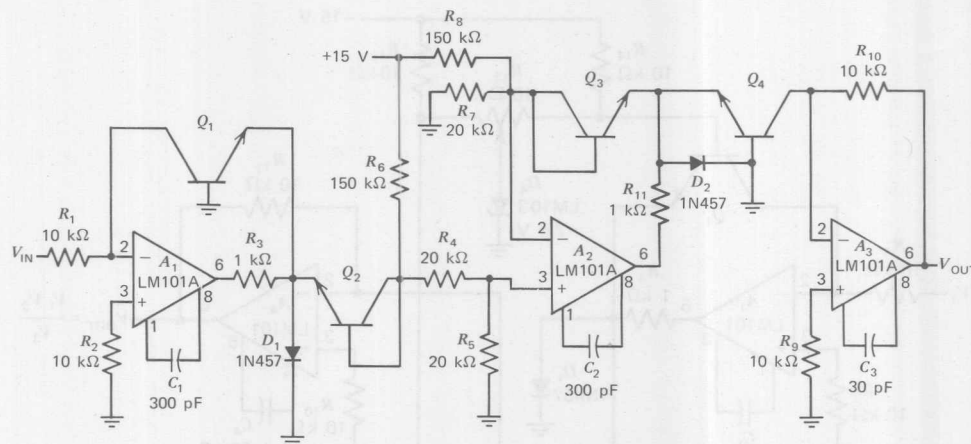 R8
150 kΩ
+15 V
R7
20 kΩ
Q3
Q4
R10
10 kΩ
Q1
R6
150 kΩ
R11
1 kΩ
D2
1N457
R1
10 kΩ
VIN
2
3
A1
LM101A
6
8
1
R3
1 kΩ
Q2
R4
20 kΩ
2
3
A2
LM101A
6
8
1
2
3
A3
LM101A
6
8
1
VOUT
R2
10 kΩ
C1
300 pF
D1
1N457
R5
20 kΩ
C2
300 pF
R9
10 kΩ
C3
30 pF